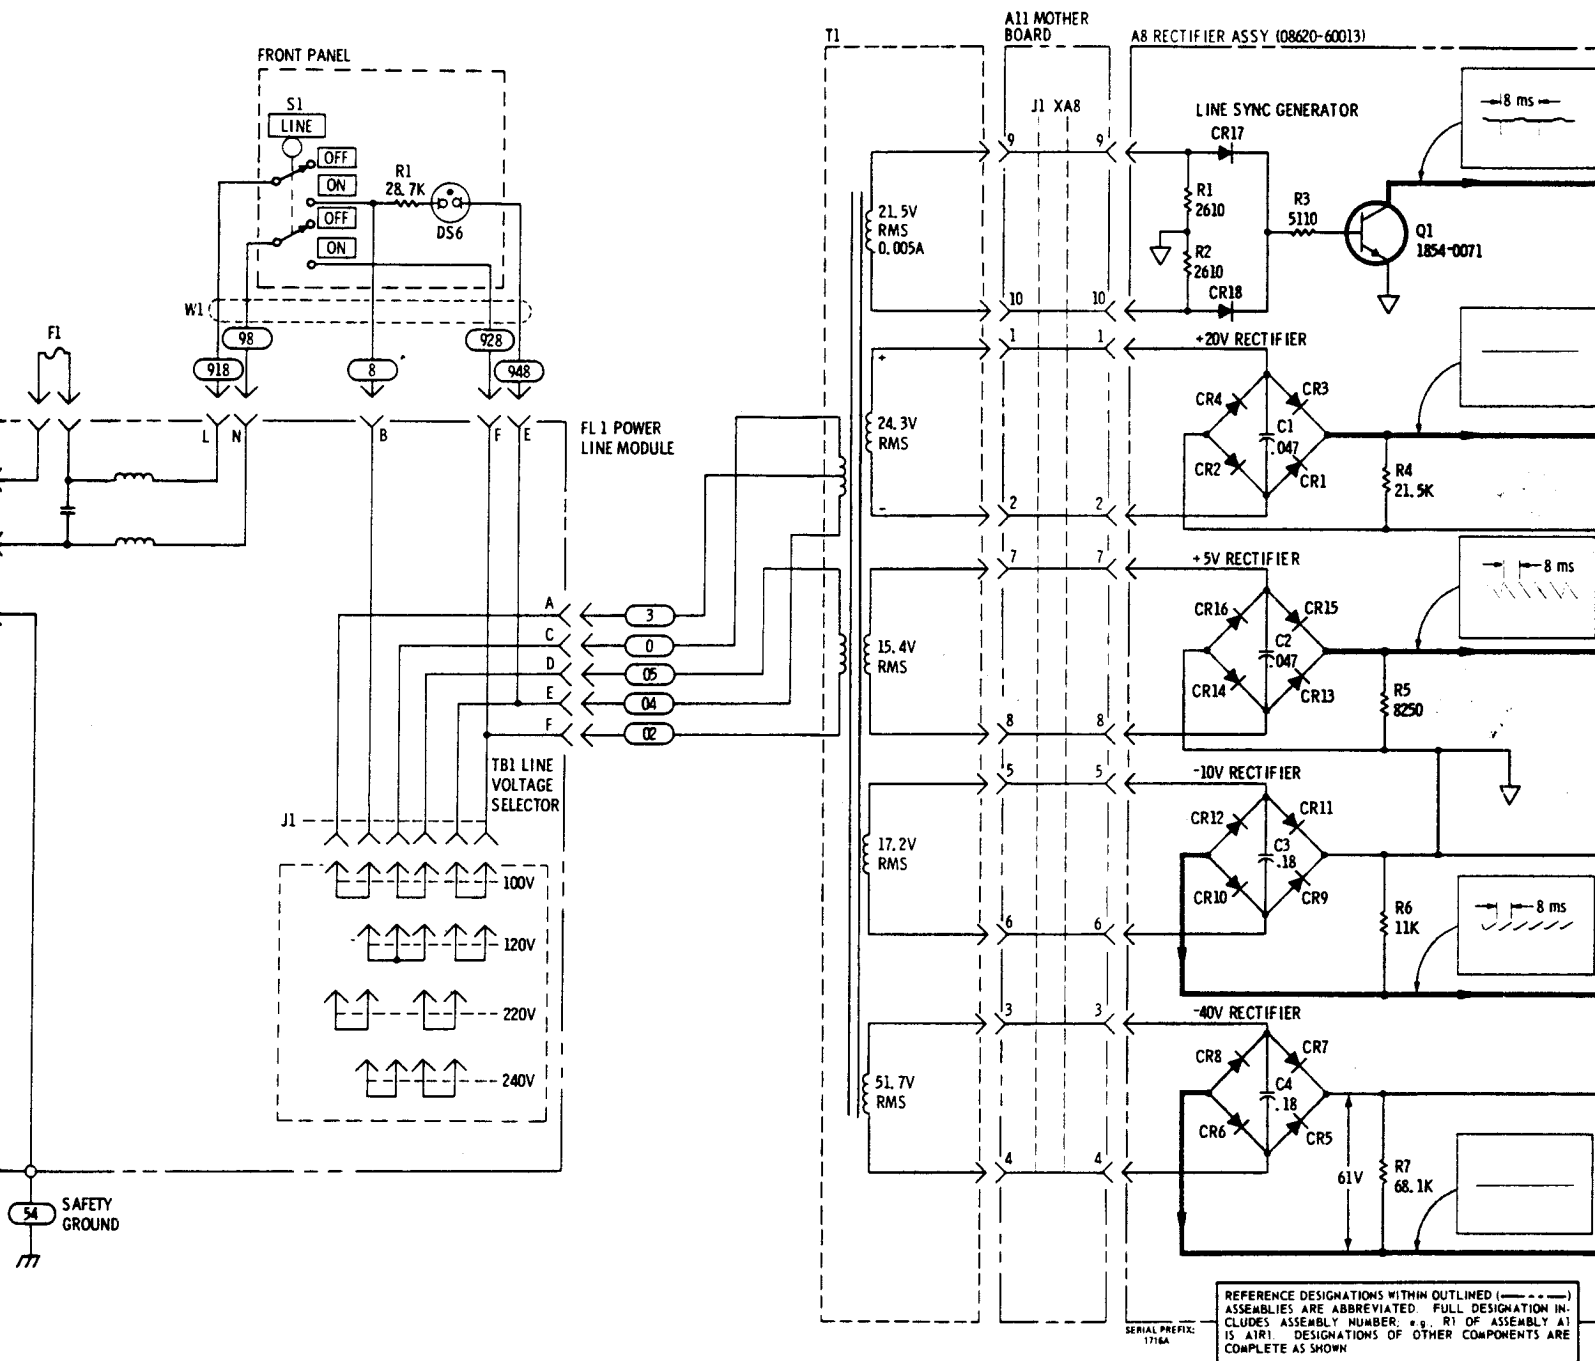 FRONT PANEL
S1
LINE
OFF
ON
OFF
ON
R1
28.7K
DS6
W1
918
98
8
928
948
F1
L
N
B
F
E
FL 1 POWER
LINE MODULE
A
C
D
E
F
3
0
05
04
02
TB1 LINE
VOLTAGE
SELECTOR
J1
100V
120V
220V
240V
54
SAFETY
GROUND
T1
21.5V
RMS
0.005A
24.3V
RMS
+
-
15.4V
RMS
17.2V
RMS
51.7V
RMS
A11 MOTHER
BOARD
J1 XA8
9 9
10 10
1 1
2 2
7 7
8 8
5 5
6 6
3 3
4 4
A8 RECTIFIER ASSY (08620-60013)
LINE SYNC GENERATOR
CR17
R1
2610
R2
2610
CR18
R3
5110
Q1
1854-0071
8 ms
+20V RECTIFIER
CR4
CR3
C1
.047
CR2
CR1
R4
21.5K
+5V RECTIFIER
CR16
CR15
C2
.047
CR14
CR13
R5
8250
8 ms
-10V RECTIFIER
CR12
CR11
C3
.18
CR10
CR9
R6
11K
8 ms
-40V RECTIFIER
CR8
CR7
C4
.18
CR6
CR5
61V
R7
68.1K
SERIAL PREFIX:
1716A
REFERENCE DESIGNATIONS WITHIN OUTLINED (— - - —)
ASSEMBLIES ARE ABBREVIATED. FULL DESIGNATION IN-
CLUDES ASSEMBLY NUMBER; e.g., R1 OF ASSEMBLY A1
IS A1R1. DESIGNATIONS OF OTHER COMPONENTS ARE
COMPLETE AS SHOWN